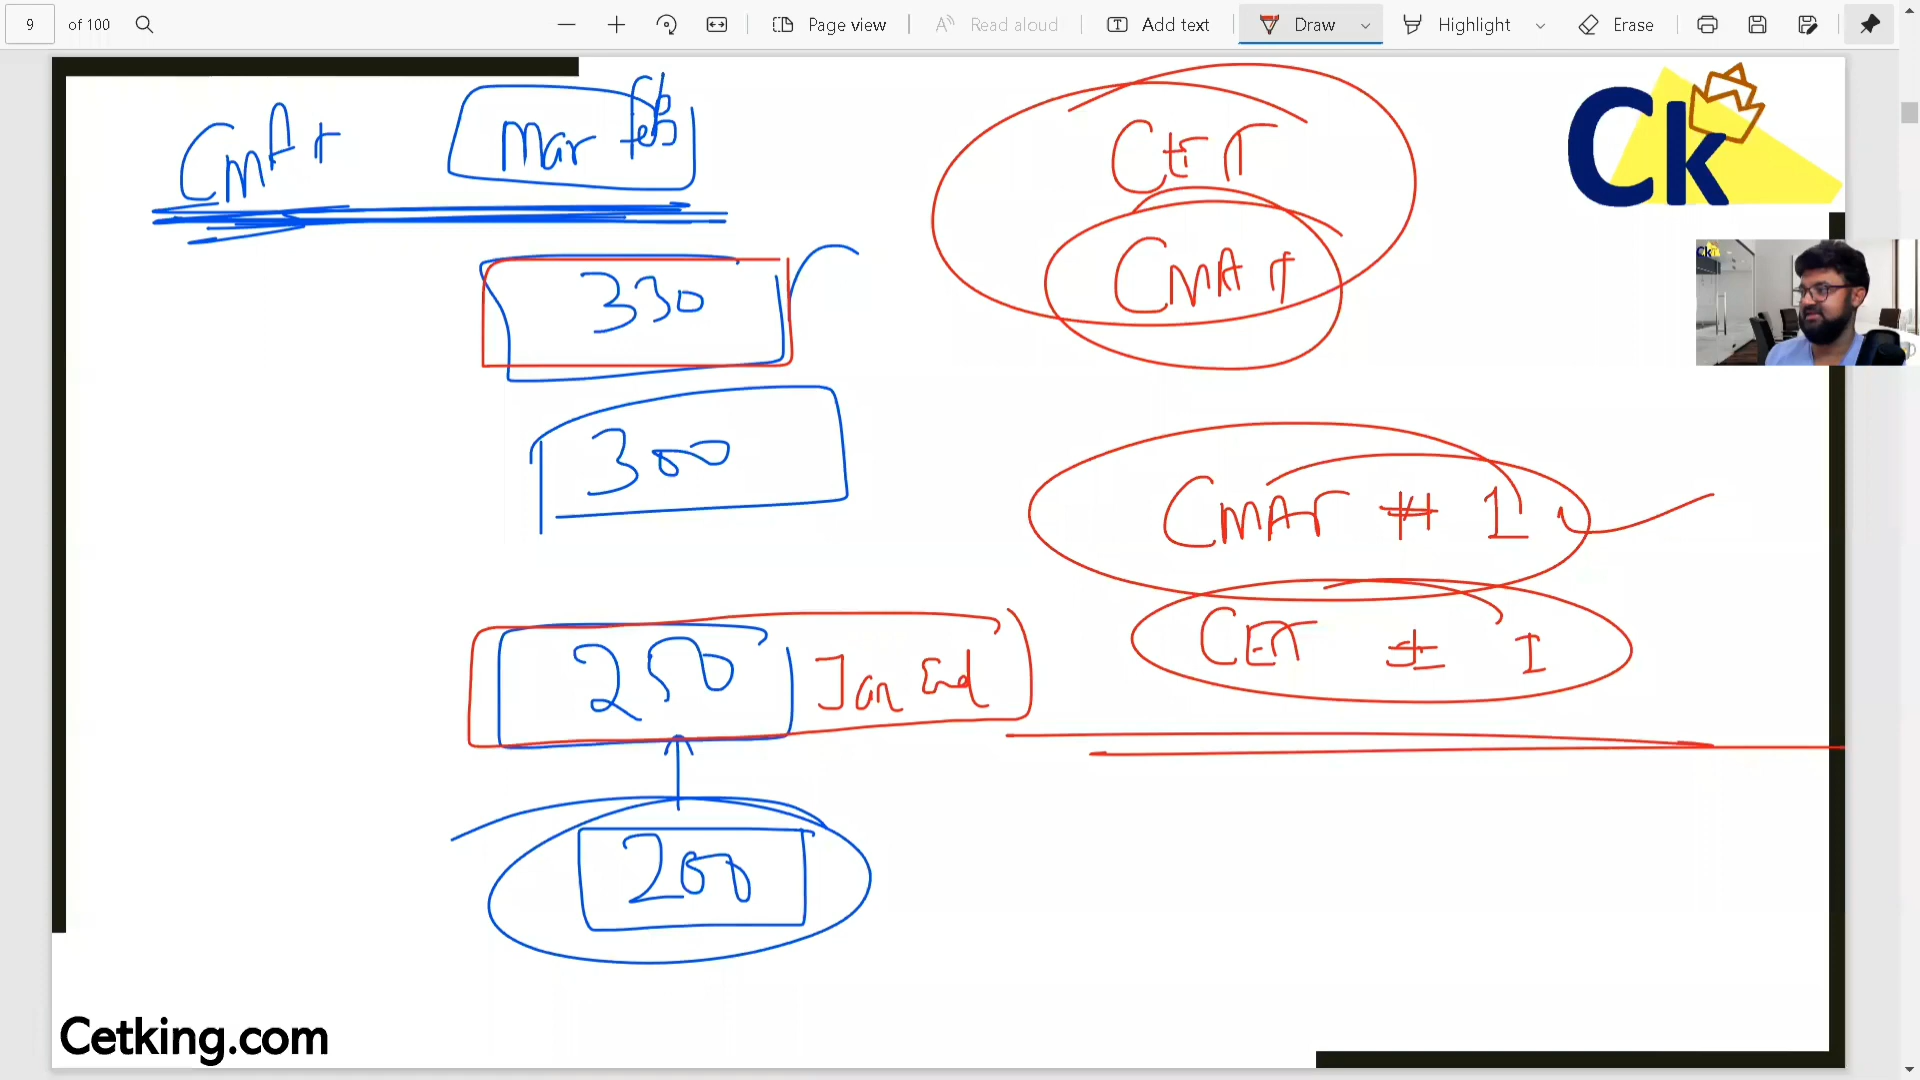 9 of 100 Page view Read aloud Add text Draw Highlight Erase
CMAT Mar feb
330
300
250 Jan End
200
CET
CMAT
CMAT # 1
CET # 1
Ck
Cetking.com